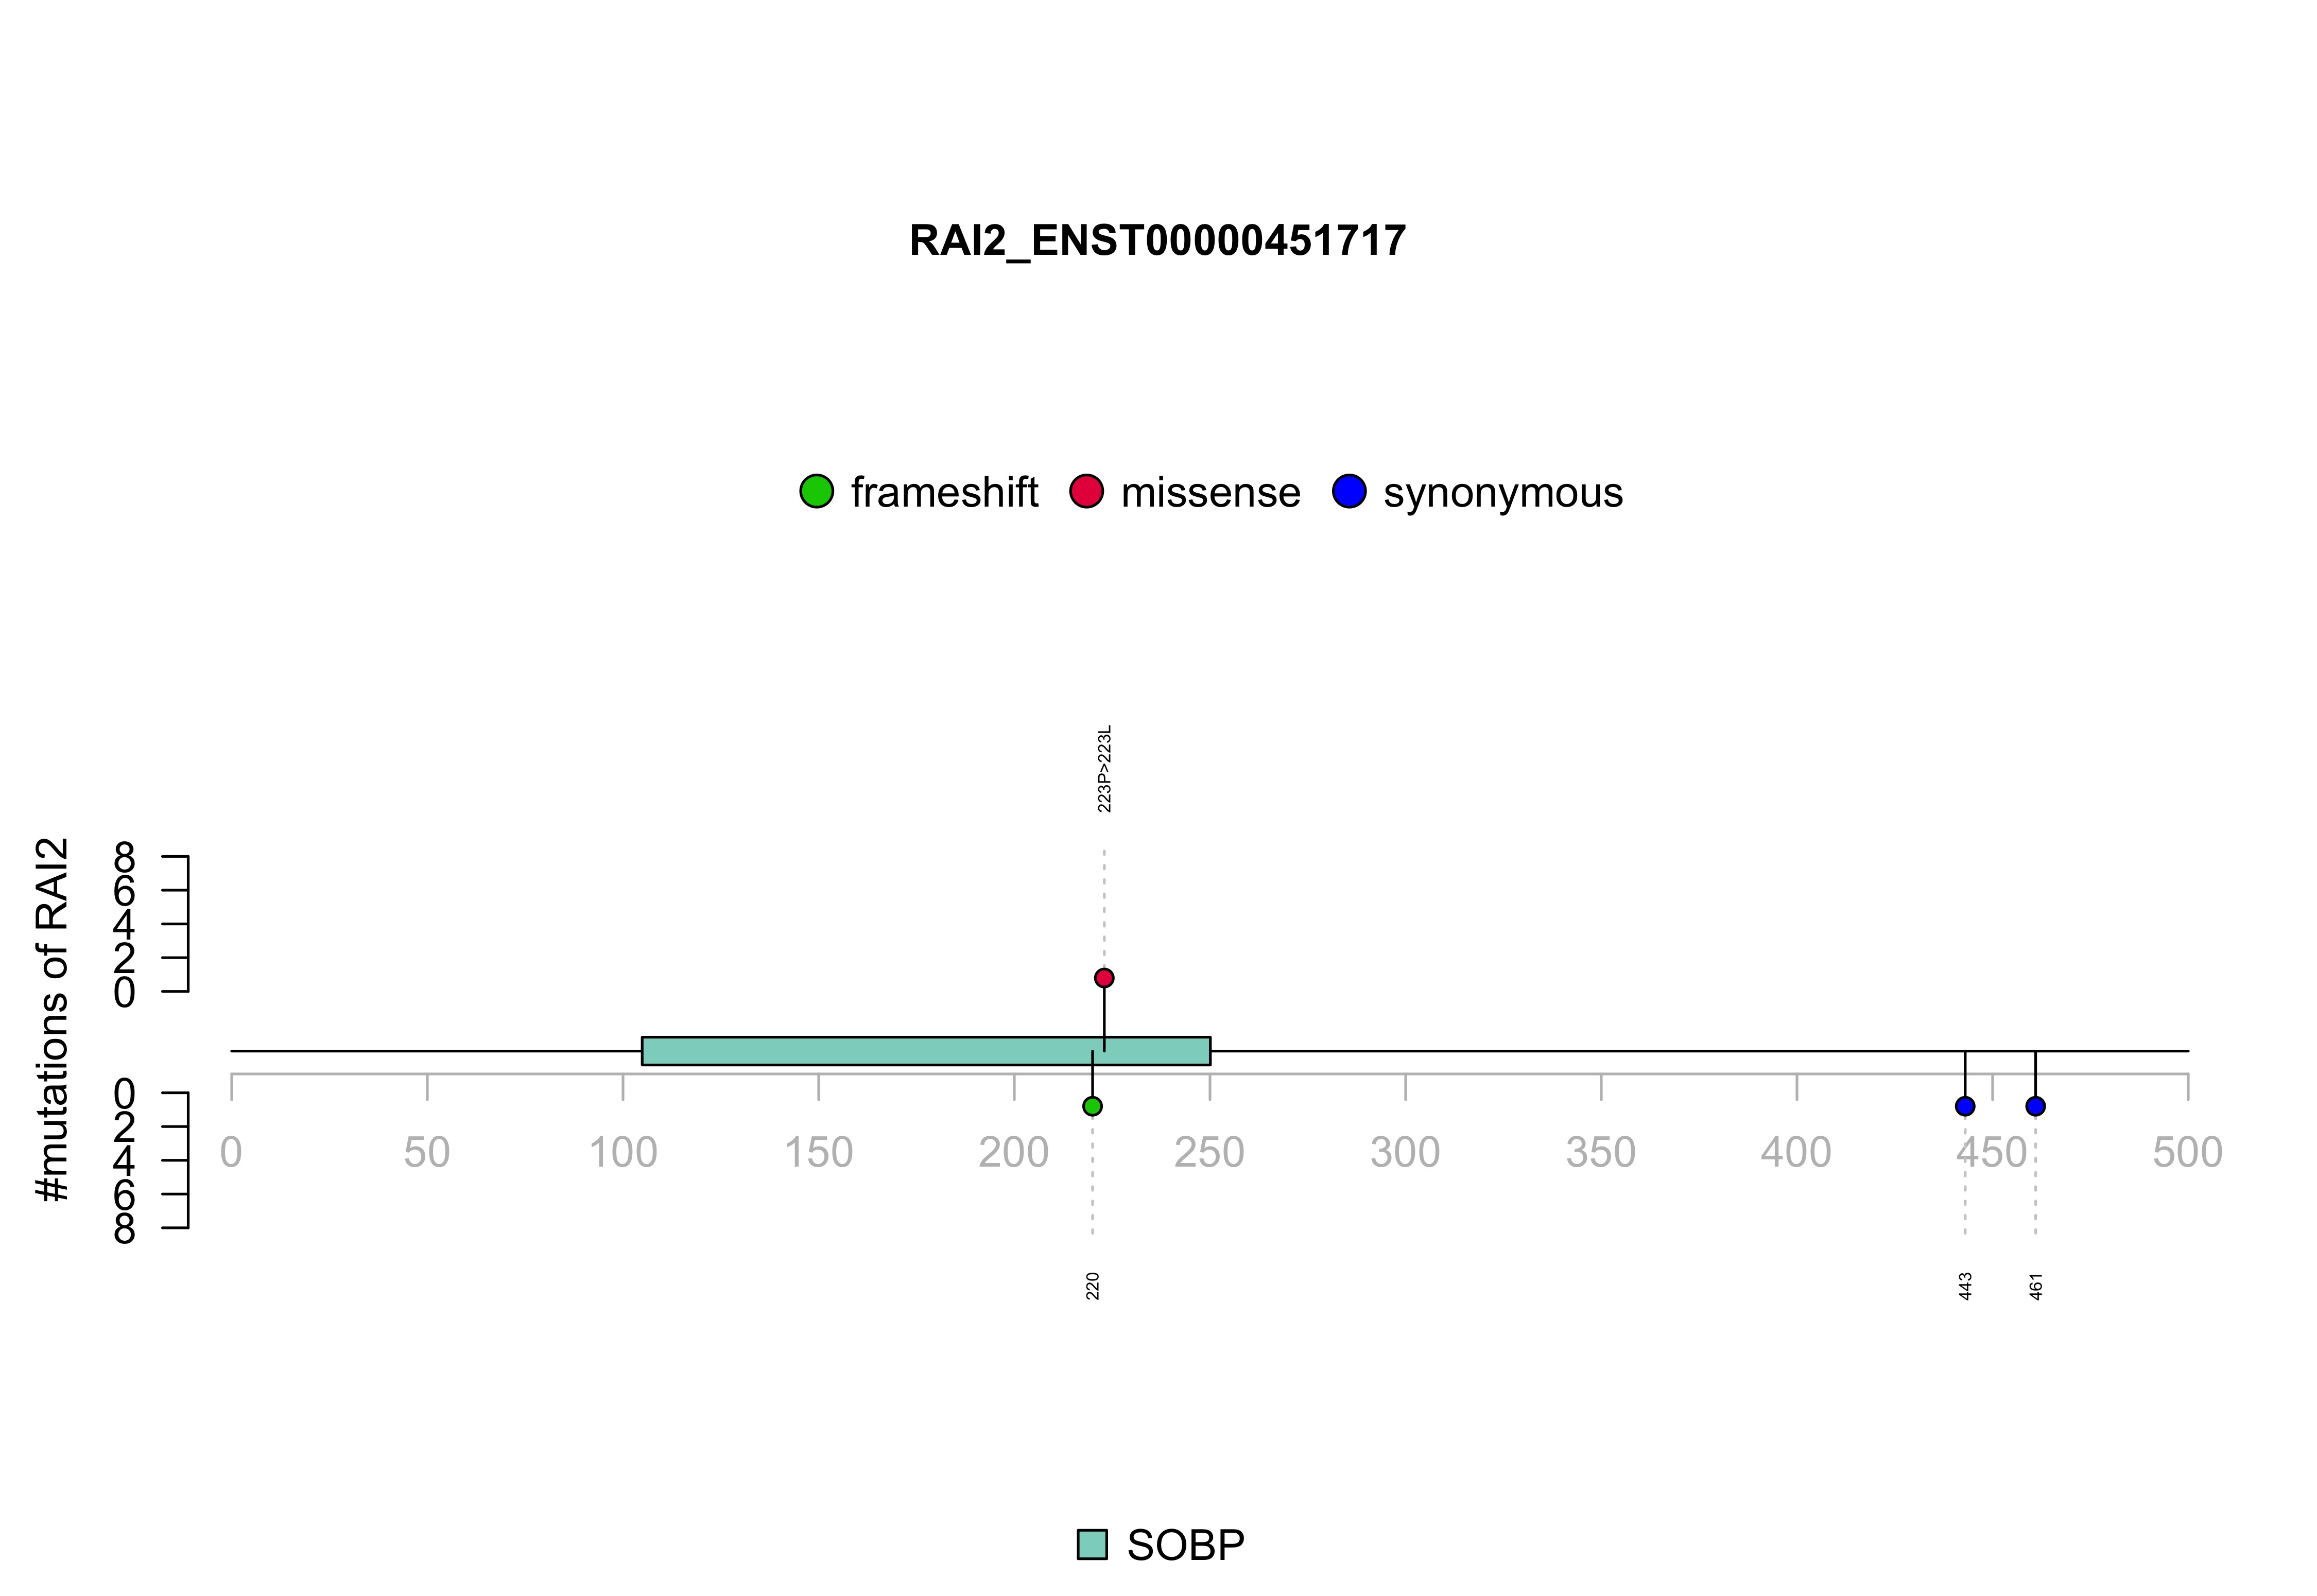 RAI2_ENST00000451717
frameshift missense synonymous
223P>223L
#mutations of RAI2
8
6
4
2
0
0
2
4
6
8
0 50 100 150 200 250 300 350 400 450 500
220 443 461
SOBP